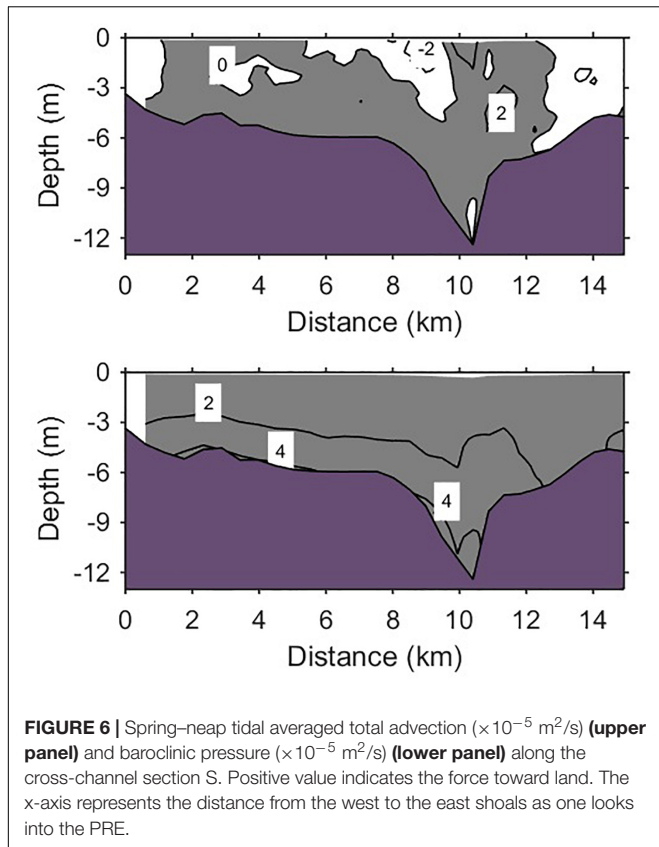 0
-3
-6
-9
-12
Depth (m)
0
-2
2
0 2 4 6 8 10 12 14
Distance (km)
0
-3
-6
-9
-12
Depth (m)
2
4
4
0 2 4 6 8 10 12 14
Distance (km)
FIGURE 6 | Spring–neap tidal averaged total advection (×10⁻⁵ m²/s) (upper
panel) and baroclinic pressure (×10⁻⁵ m²/s) (lower panel) along the
cross-channel section S. Positive value indicates the force toward land. The
x-axis represents the distance from the west to the east shoals as one looks
into the PRE.